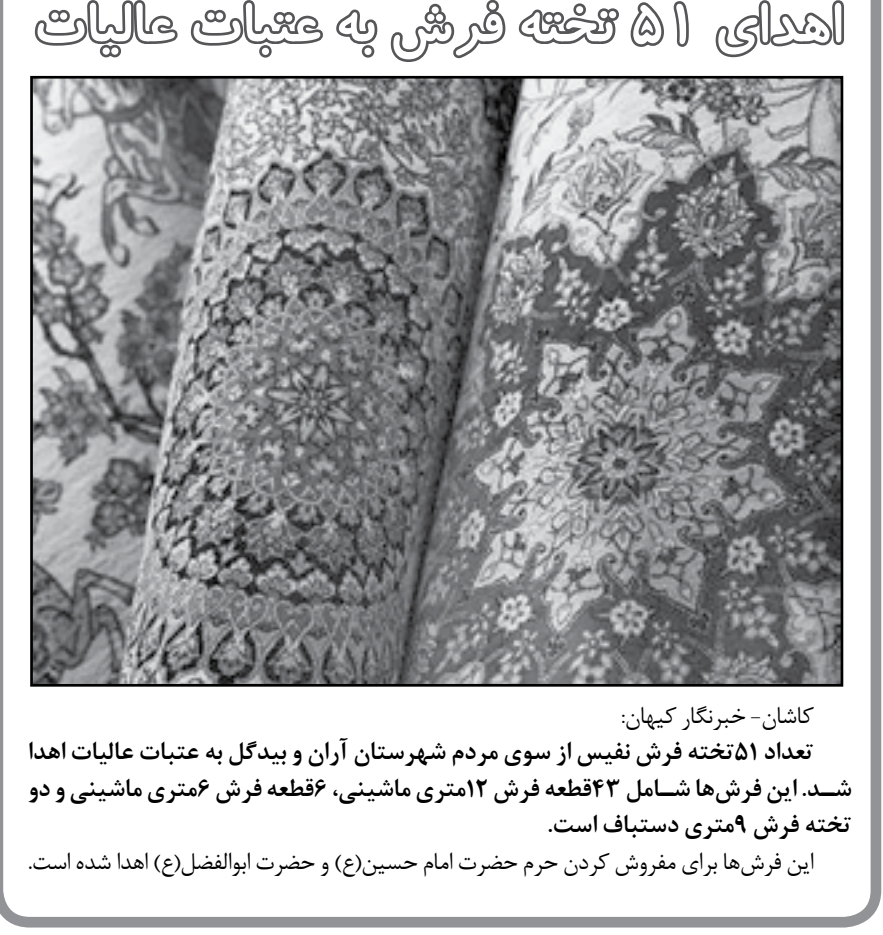 اهدای ۵۱ تخته فرش به عتبات عالیات
کاشان- خبرنگار کیهان:
تعداد ۵۱تخته فرش نفیس از سوی مردم شهرستان آران و بیدگل به عتبات عالیات اهدا
شــد. این فرش‌ها شــامل ۴۳قطعه فرش ۱۲متری ماشینی، ۶قطعه فرش ۶متری ماشینی و دو
تخته فرش ۹متری دستباف است.
این فرش‌ها برای مفروش کردن حرم حضرت امام حسین(ع) و حضرت ابوالفضل(ع) اهدا شده است.